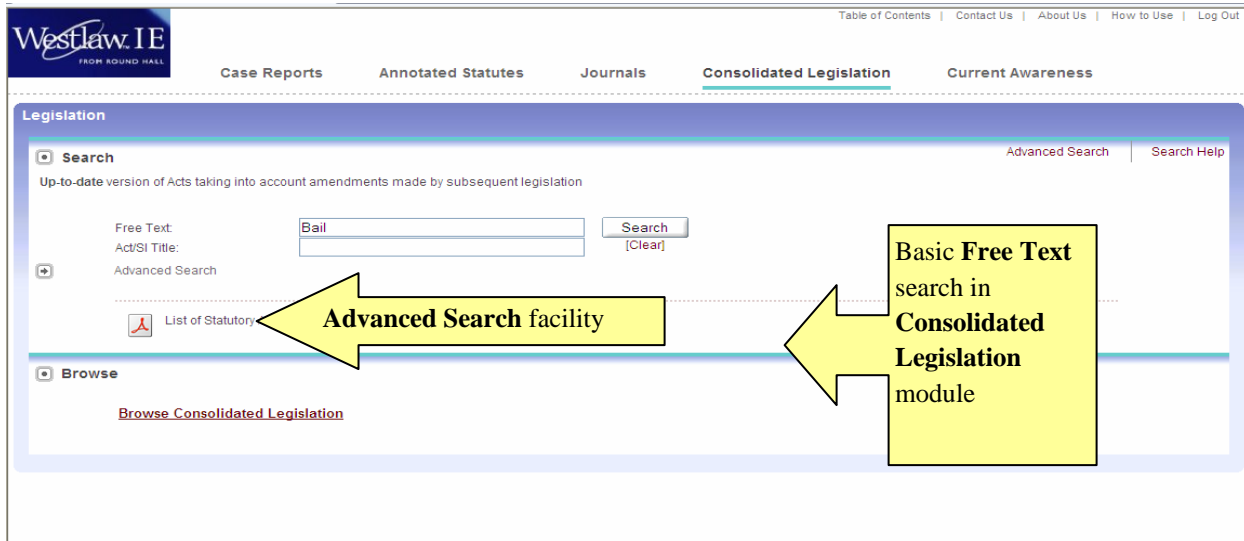 Table of Contents | Contact Us | About Us | How to Use | Log Out
Westlaw.IE
FROM ROUND HALL
Case Reports Annotated Statutes Journals Consolidated Legislation Current Awareness
Legislation
Search
Advanced Search | Search Help
Up-to-date version of Acts taking into account amendments made by subsequent legislation
Free Text: Bail Search
Act/SI Title: [Clear]
Advanced Search
List of Statutory
Advanced Search facility
Basic Free Text
search in
Consolidated
Legislation
module
Browse
Browse Consolidated Legislation